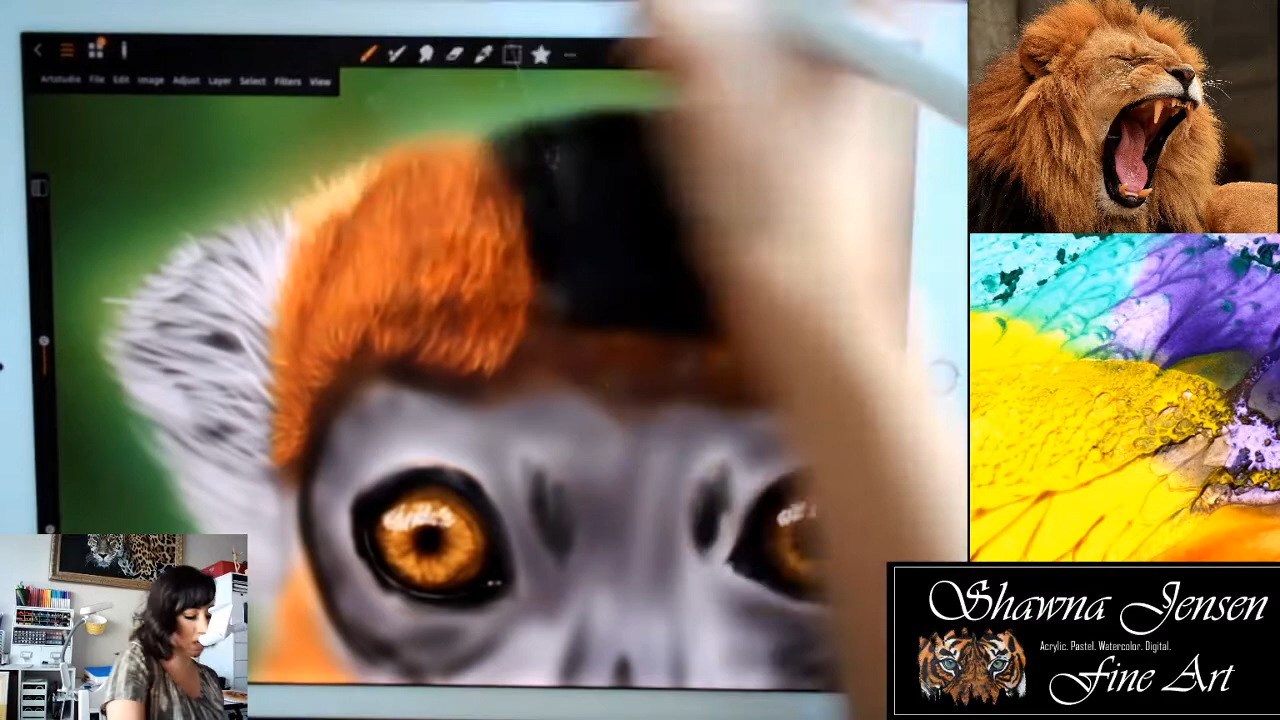 Artstudio File Edit Image Adjust Layer Select Filters View
Shawna Jensen
Acrylic. Pastel. Watercolor. Digital.
Fine Art